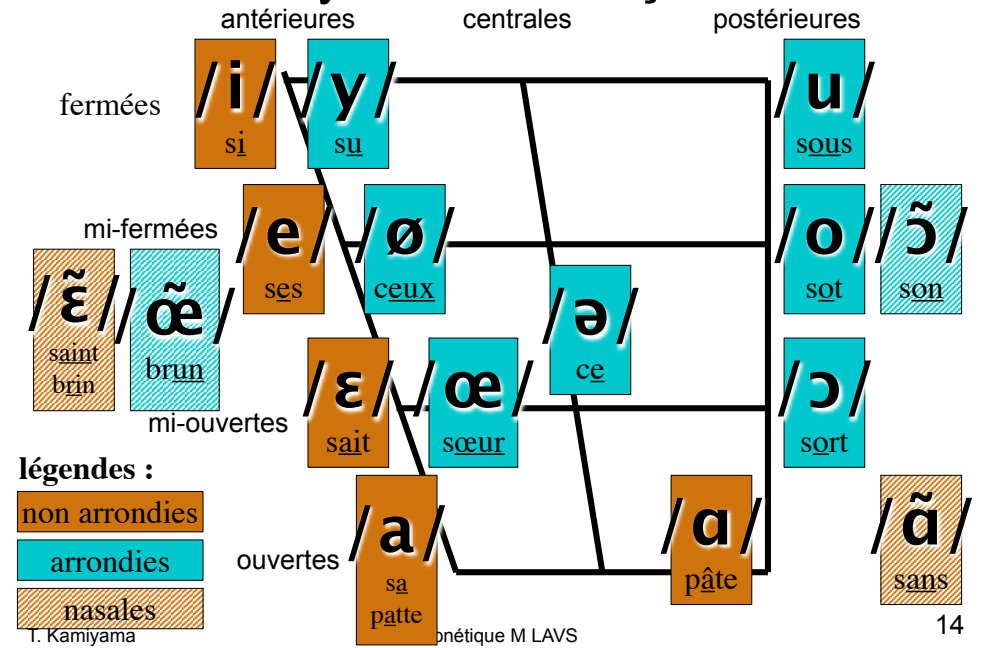 antérieures centrales postérieures
fermées /i/ /y/ /u/
si su sous
mi-fermées /e/ /ø/ /o/ /ɔ̃/
ses ceux sot son
/ɛ̃/ /œ̃/ /ə/
saint brun ce
brin
mi-ouvertes /ɛ/ /œ/ /ɔ/
sait sœur sort
légendes :
non arrondies
arrondies
nasales
ouvertes /a/ /ɑ/ /ɑ̃/
sa pâte sans
patte
T. Kamiyama onétique M LAVS 14